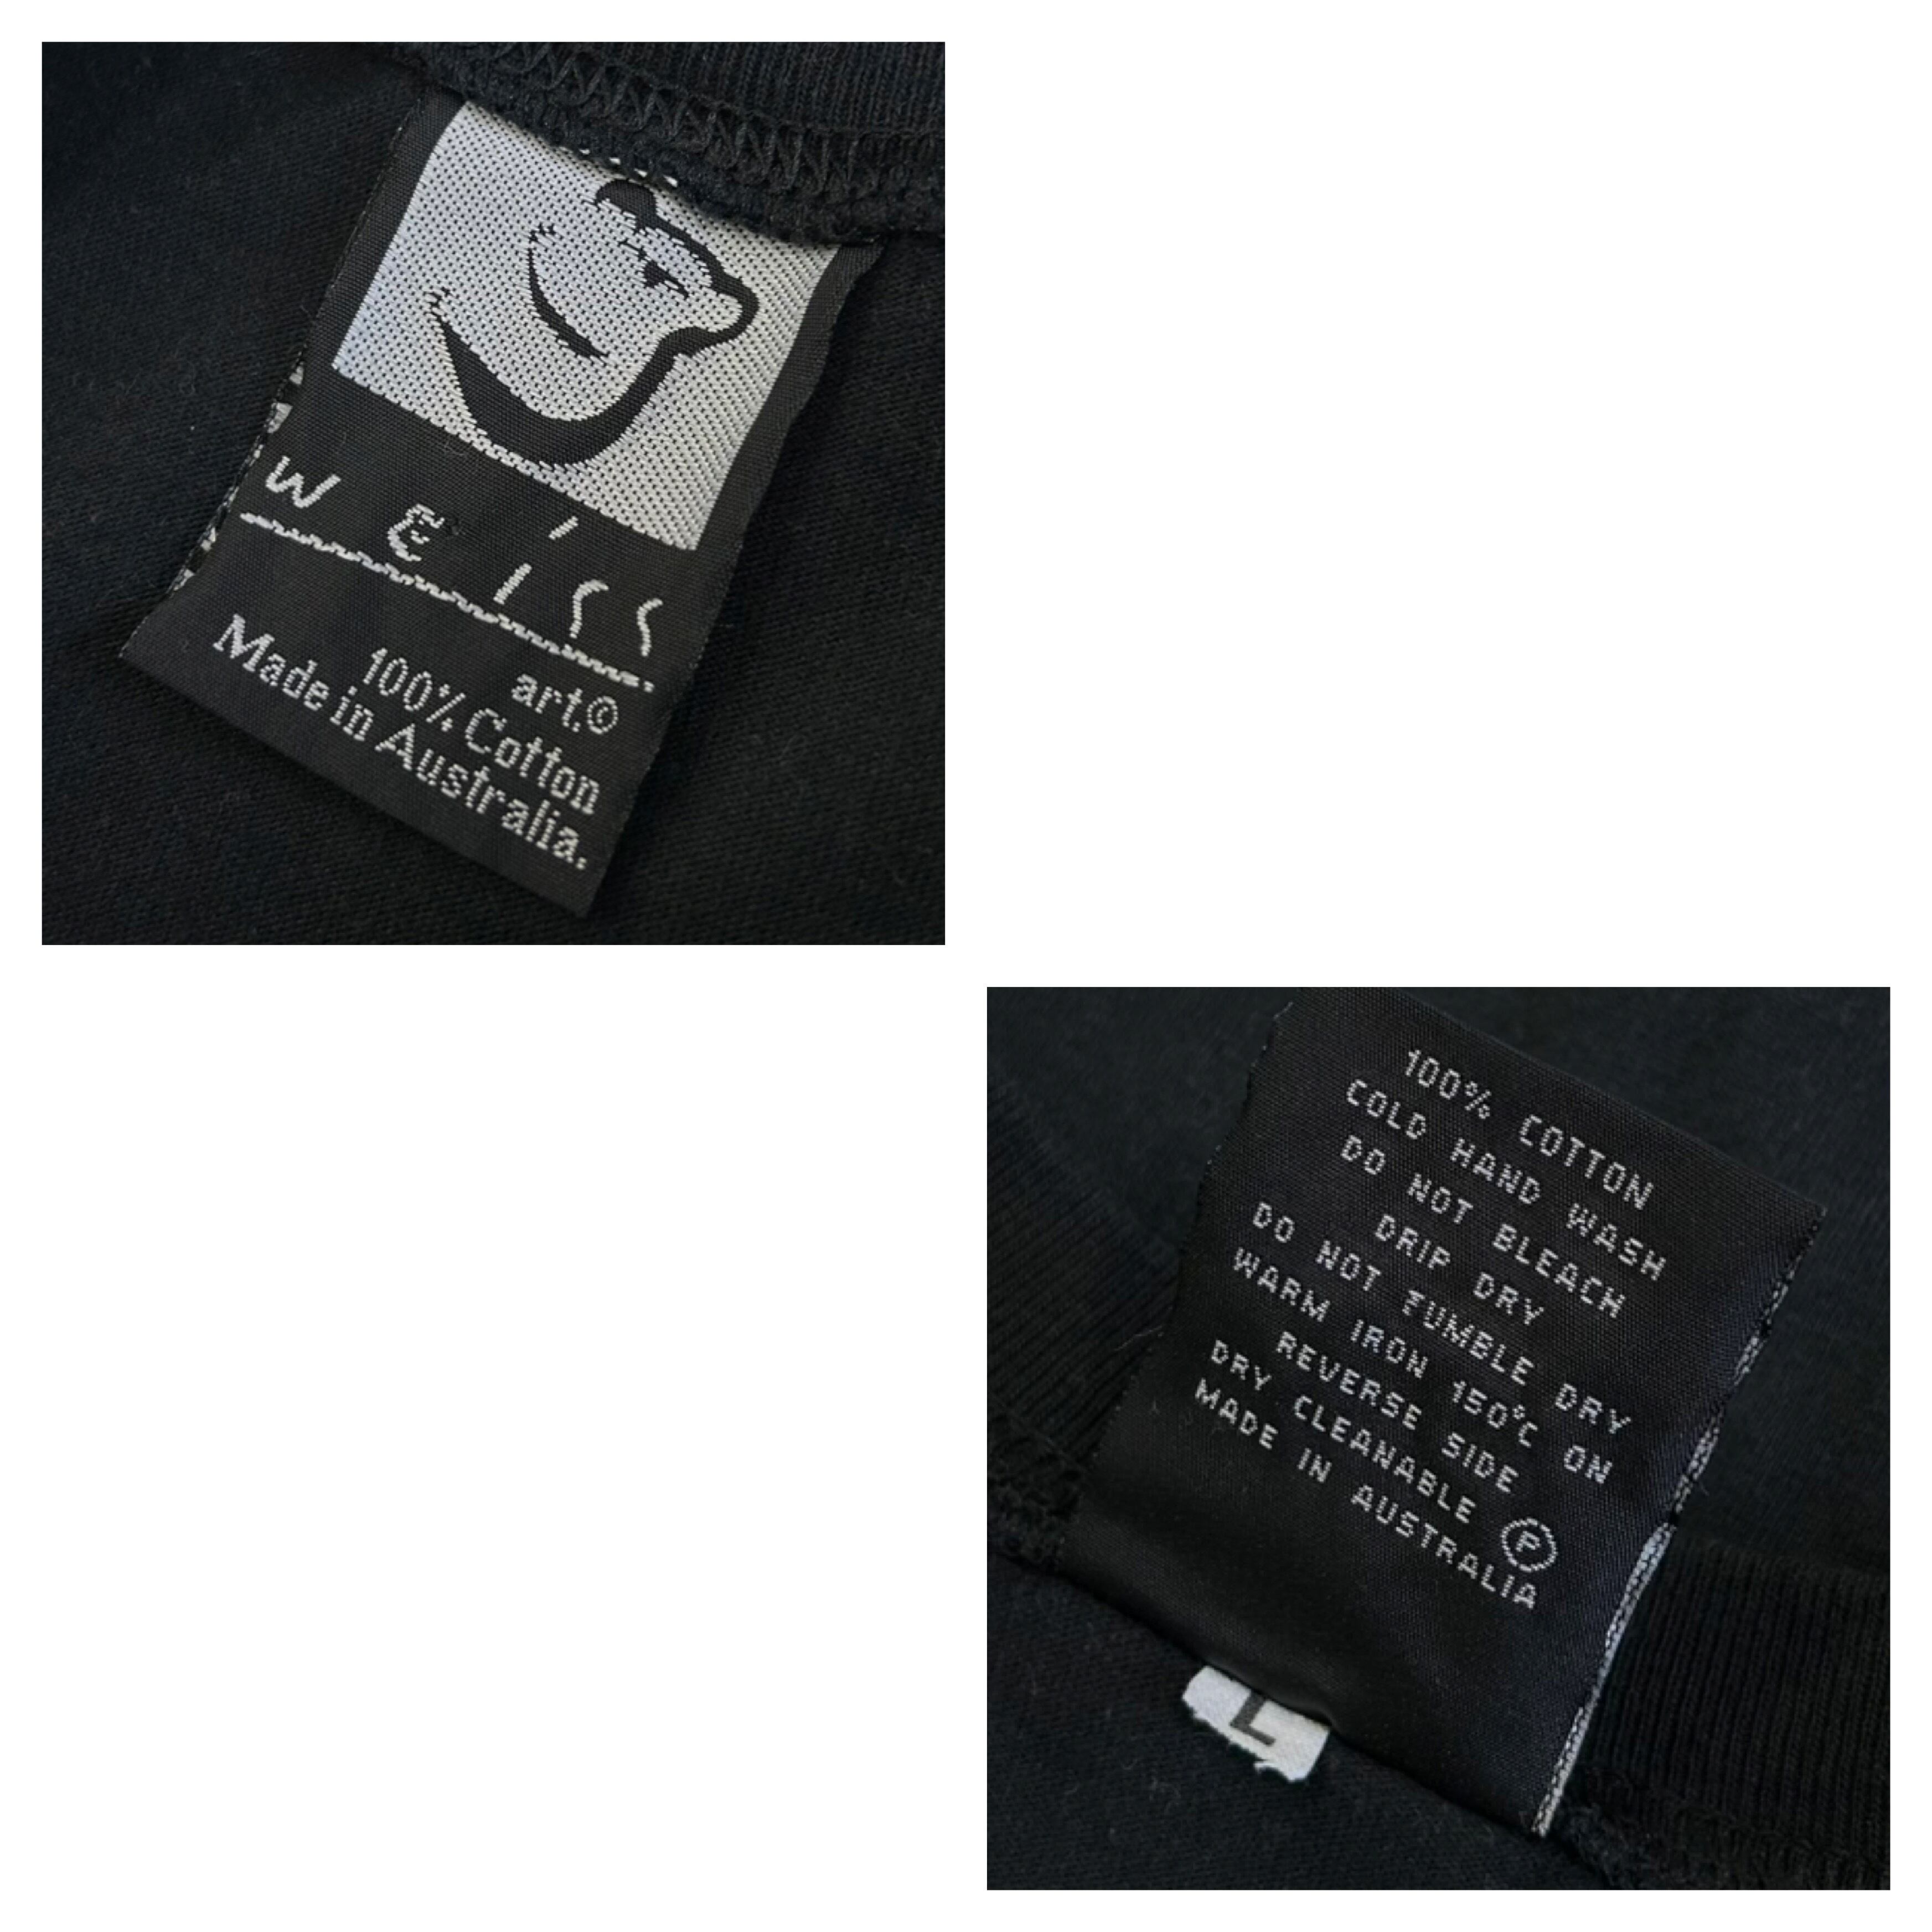 Weiss
art.©
100% Cotton
Made in Australia.
100% COTTON
COLD HAND WASH
DO NOT BLEACH
DRIP DRY
DO NOT TUMBLE DRY
WARM IRON 150°C ON
REVERSE SIDE
DRY CLEANABLE Ⓟ
MADE IN AUSTRALIA
L